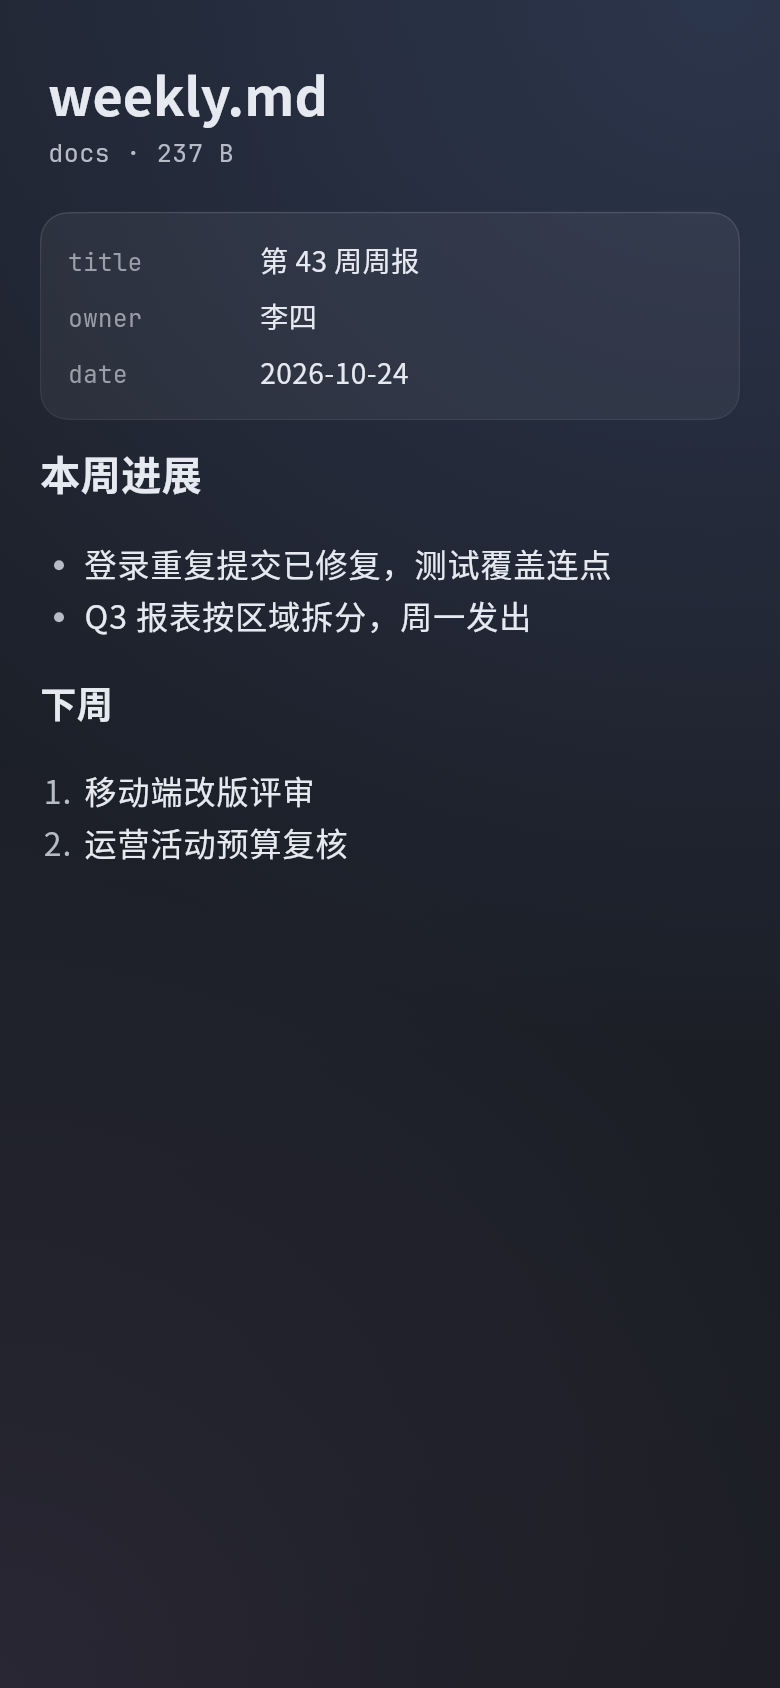 weekly.md
docs · 237 B
title 第 43 周周报
owner 李四
date 2026-10-24
本周进展
• 登录重复提交已修复，测试覆盖连点
• Q3 报表按区域拆分，周一发出
下周
1. 移动端改版评审
2. 运营活动预算复核